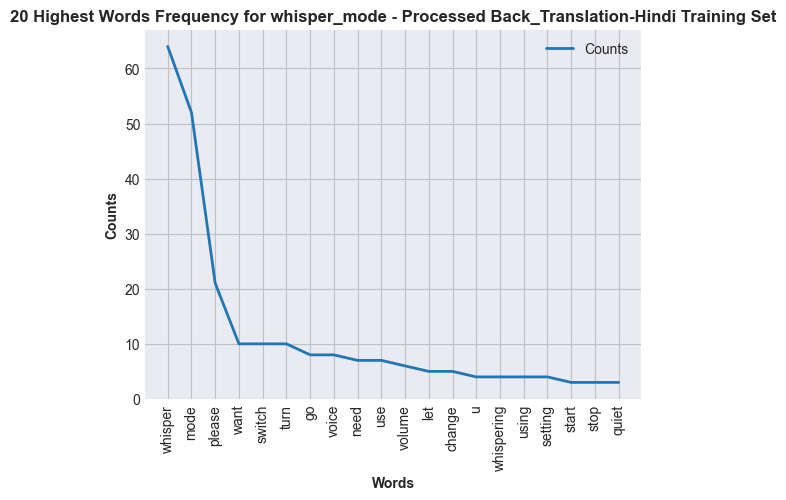 20 Highest Words Frequency for whisper_mode - Processed Back_Translation-Hindi Training Set
Counts
60
50
40
30
20
10
0
Counts
whisper
mode
please
want
switch
turn
go
voice
need
use
volume
let
change
u
whispering
using
setting
start
stop
quiet
Words